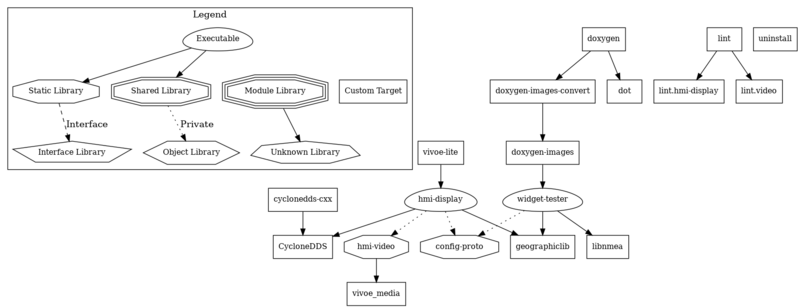 Legend
Executable
Static Library
Shared Library
Module Library
Custom Target
Interface
Private
Interface Library
Object Library
Unknown Library
doxygen
lint
uninstall
doxygen-images-convert
dot
lint.hmi-display
lint.video
vivoe-lite
doxygen-images
cyclonedds-cxx
hmi-display
widget-tester
CycloneDDS
hmi-video
config-proto
geographiclib
libnmea
vivoe_media